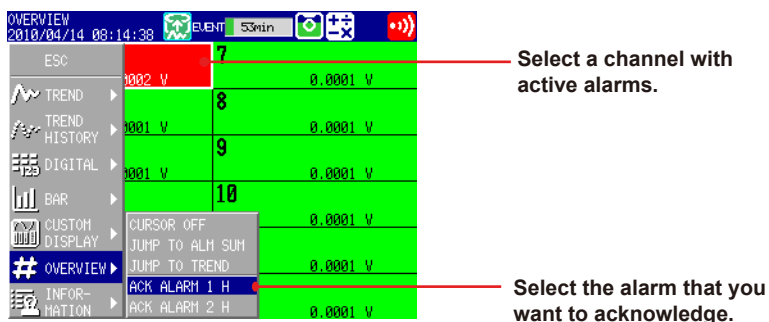 OVERVIEW
2010/04/14 08:14:38
EVENT 53min
ESC
TREND
TREND
HISTORY
DIGITAL
BAR
CUSTOM
DISPLAY
# OVERVIEW
INFOR-
MATION
CURSOR OFF
JUMP TO ALM SUM
JUMP TO TREND
ACK ALARM 1 H
ACK ALARM 2 H
0002 V
0001 V
0001 V
7
0.0001 V
8
0.0001 V
9
0.0001 V
10
0.0001 V
0.0001 V
0.0001 V
Select a channel with
active alarms.
Select the alarm that you
want to acknowledge.